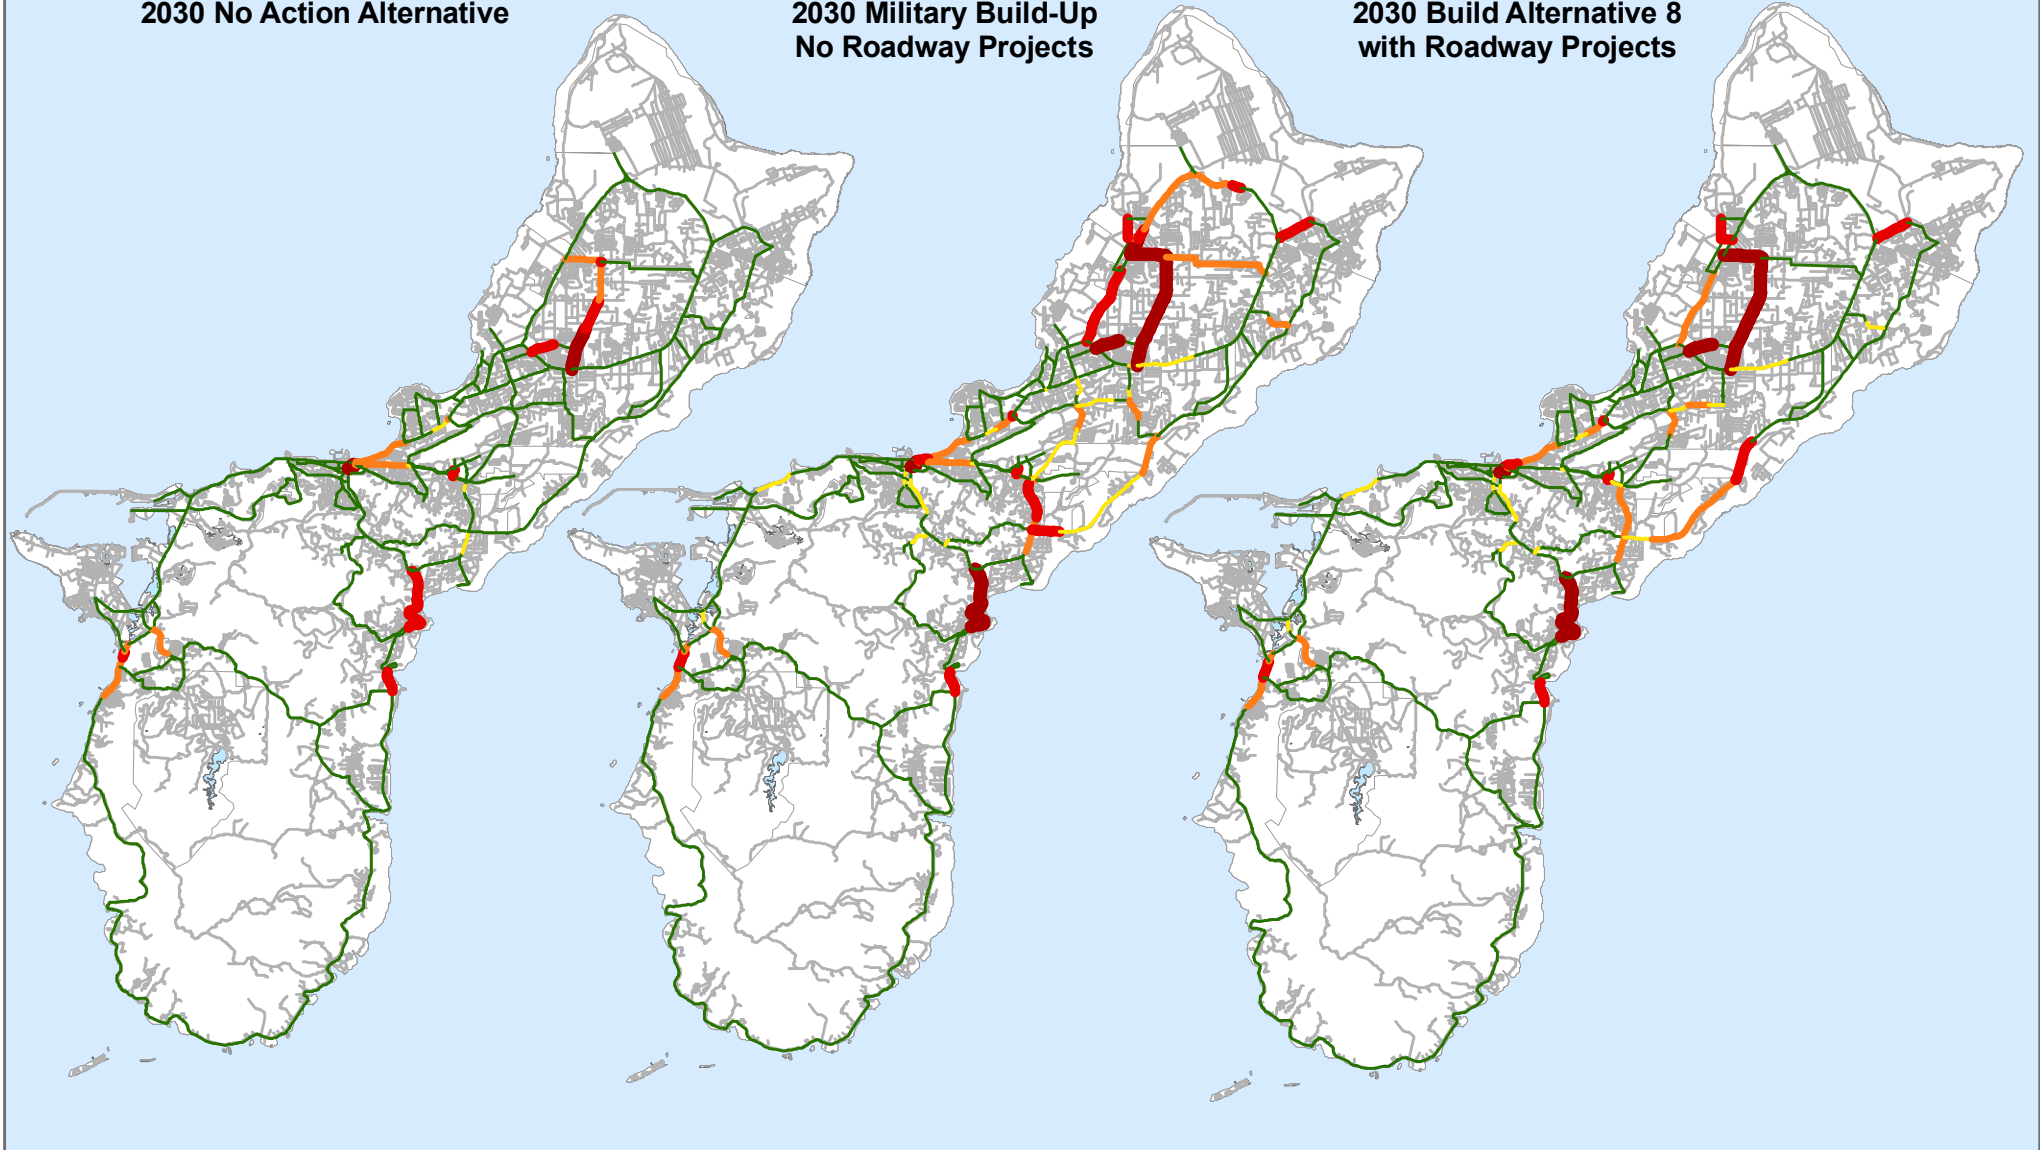 2030 No Action Alternative
2030 Military Build-Up
No Roadway Projects
2030 Build Alternative 8
with Roadway Projects